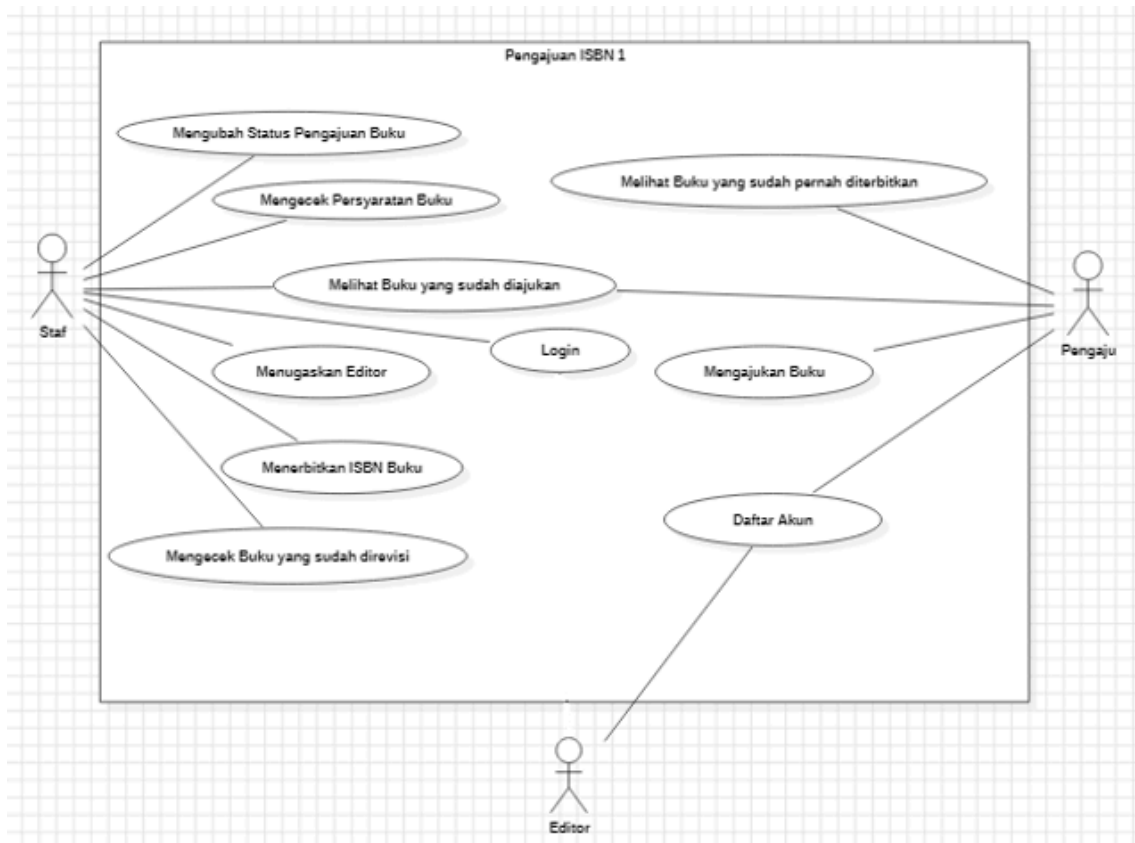 Pengajuan ISBN 1
Mengubah Status Pengajuan Buku
Melihat Buku yang sudah pernah diterbitkan
Mengecek Persyaratan Buku
Melihat Buku yang sudah diajukan
Staf
Login
Pengaju
Menugaskan Editor
Mengajukan Buku
Menerbitkan ISBN Buku
Daftar Akun
Mengecek Buku yang sudah direvisi
Editor